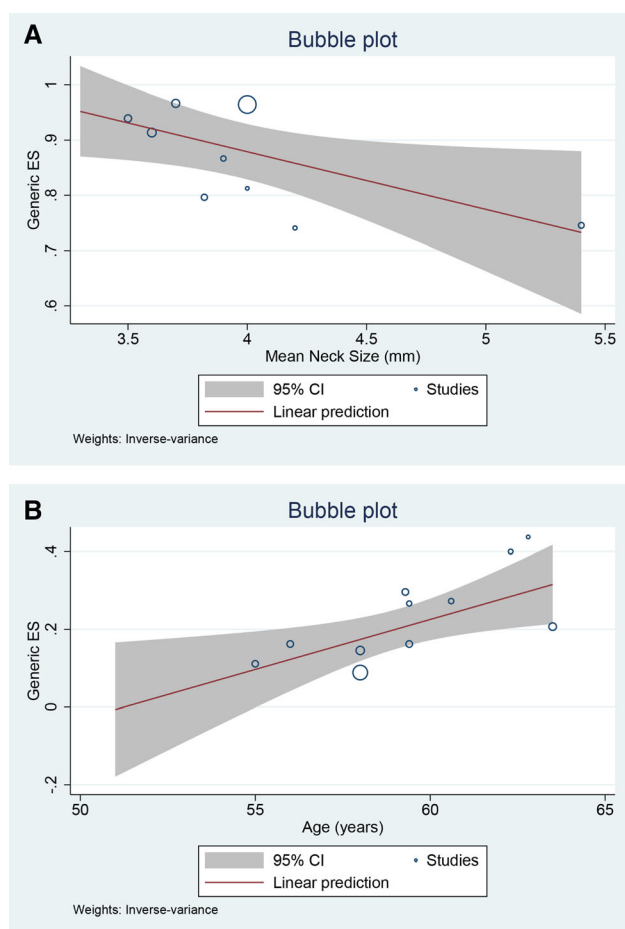 A
Bubble plot
Generic ES
1
.9
.8
.7
.6
3.5 4 4.5 5 5.5
Mean Neck Size (mm)
95% CI Studies
Linear prediction
Weights: Inverse-variance
B
Bubble plot
Generic ES
.4
.2
0
-.2
50 55 60 65
Age (years)
95% CI Studies
Linear prediction
Weights: Inverse-variance